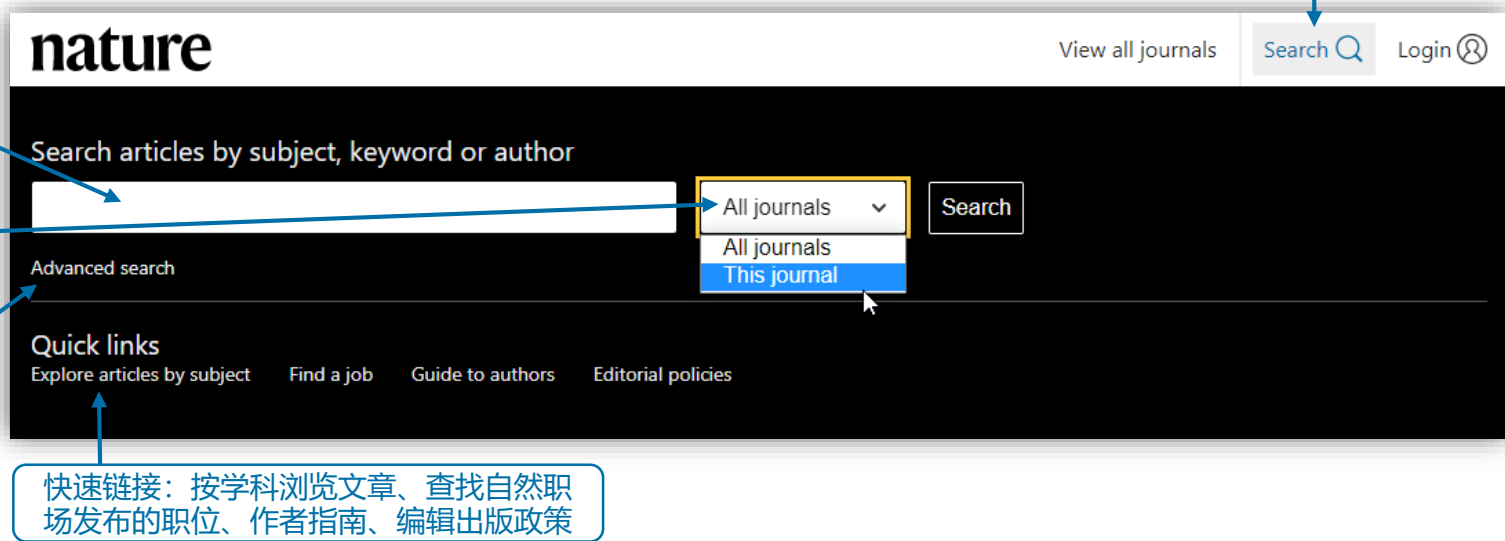 nature
View all journals
Search
Login
Search articles by subject, keyword or author
All journals
Search
All journals
This journal
Advanced search
Quick links
Explore articles by subject
Find a job
Guide to authors
Editorial policies
快速链接：按学科浏览文章、查找自然职
场发布的职位、作者指南、编辑出版政策